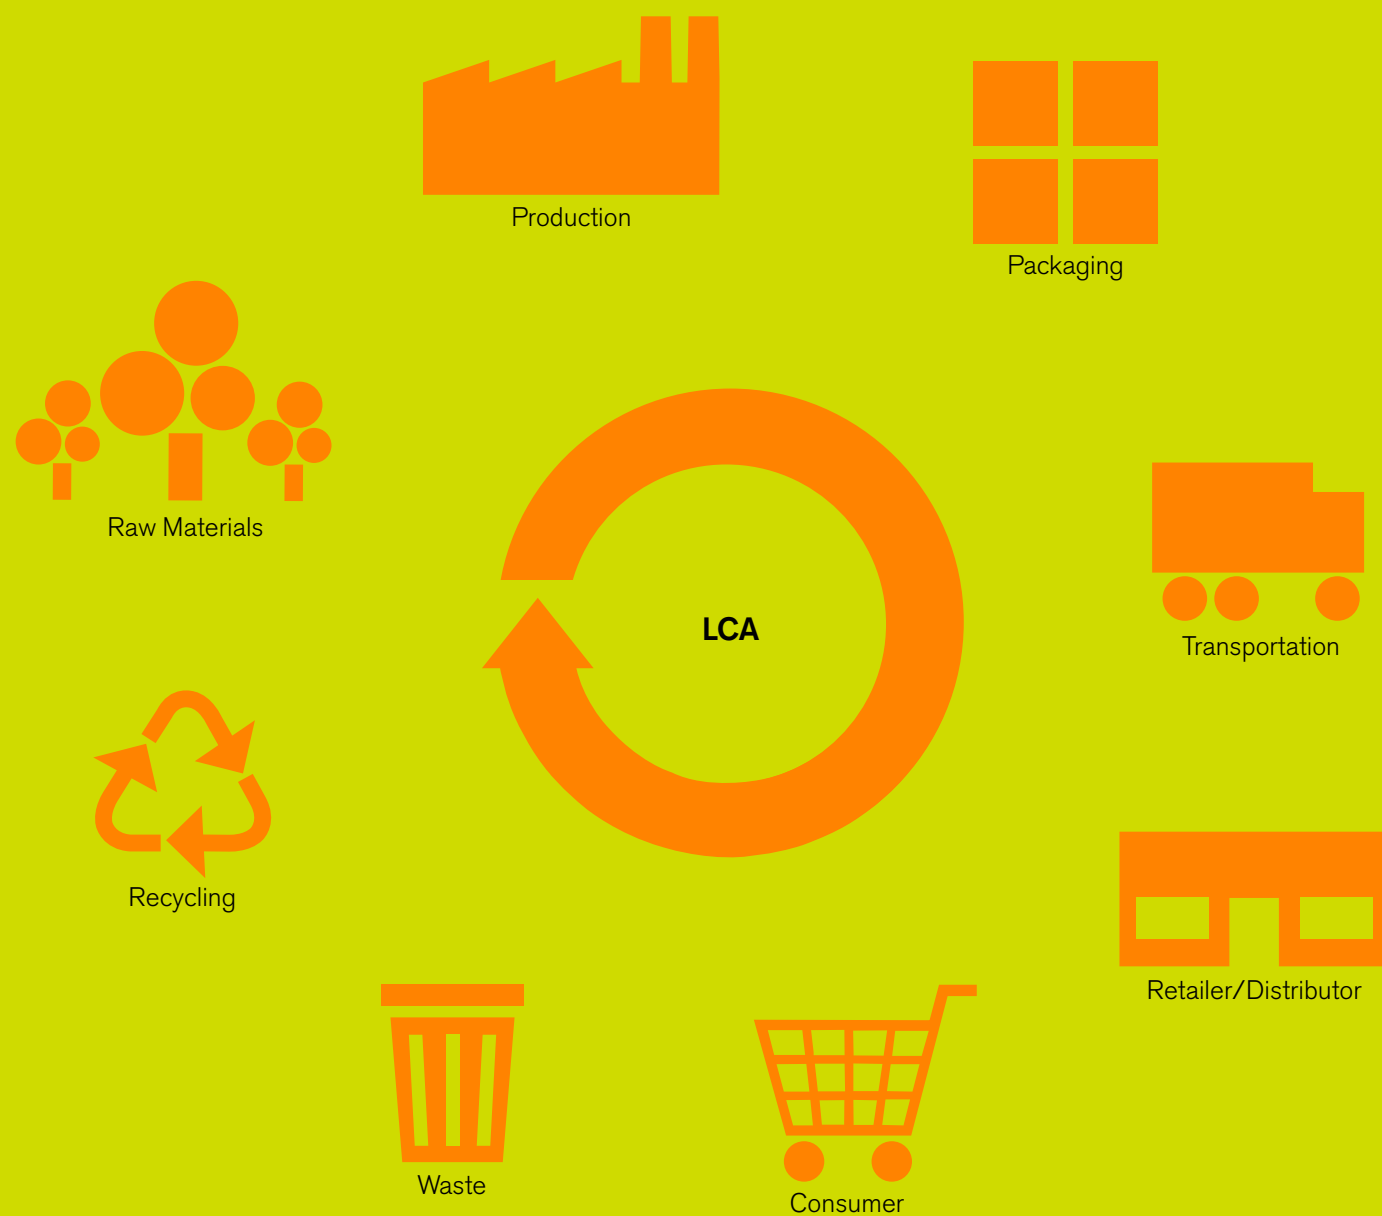 Production
Packaging
Raw Materials
LCA
Transportation
Recycling
Retailer/Distributor
Waste
Consumer